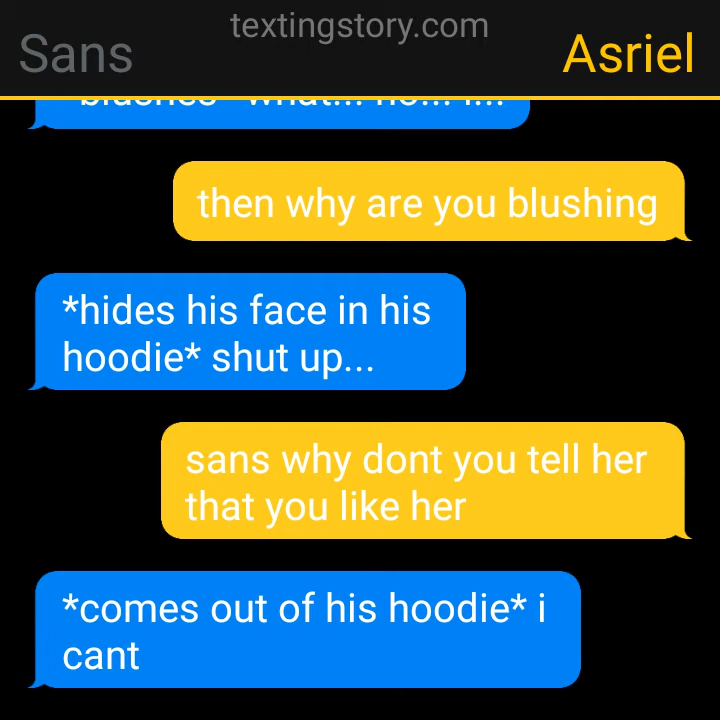 textingstory.com
Sans
Asriel
then why are you blushing
*hides his face in his
hoodie* shut up...
sans why dont you tell her
that you like her
*comes out of his hoodie* i
cant